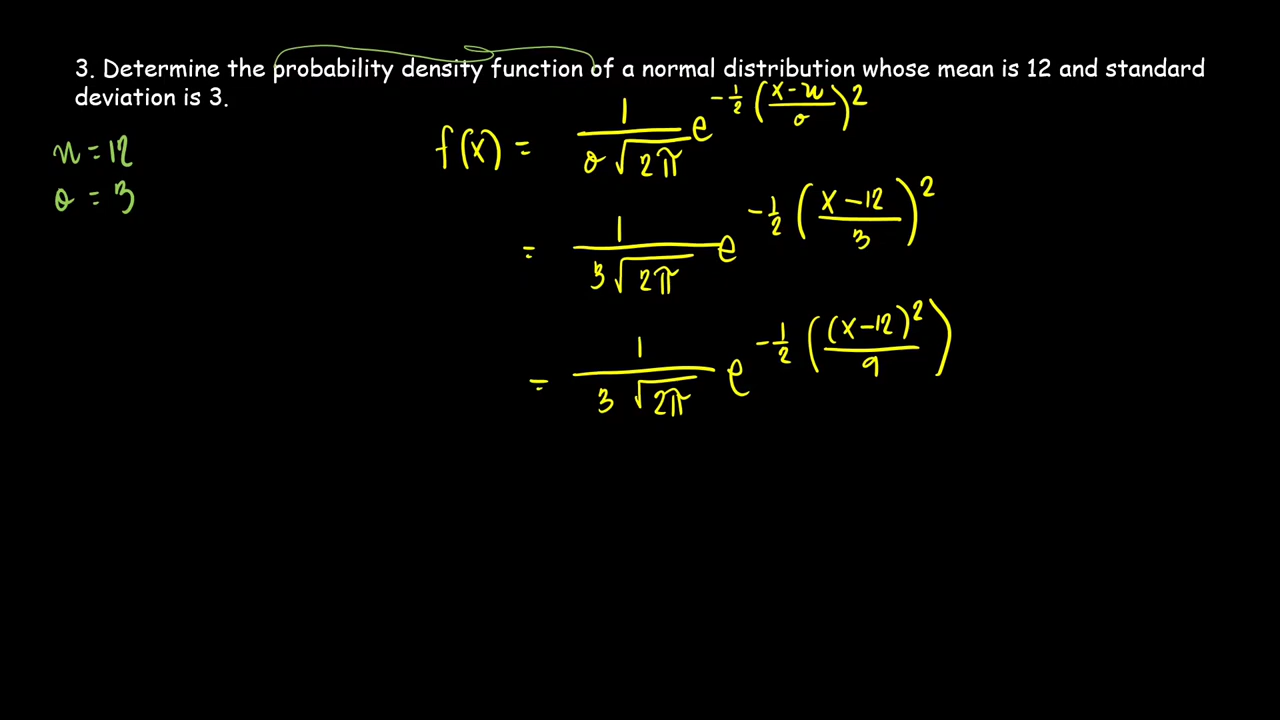 3. Determine the probability density function of a normal distribution whose mean is 12 and standard
deviation is 3.
μ = 12
σ = 3
f(x) = 1/(σ√(2π)) e^(-1/2 ((x-μ)/σ)^2)
= 1/(3√(2π)) e^(-1/2 ((x-12)/3)^2)
= 1/(3√(2π)) e^(-1/2 ((x-12)^2/9))